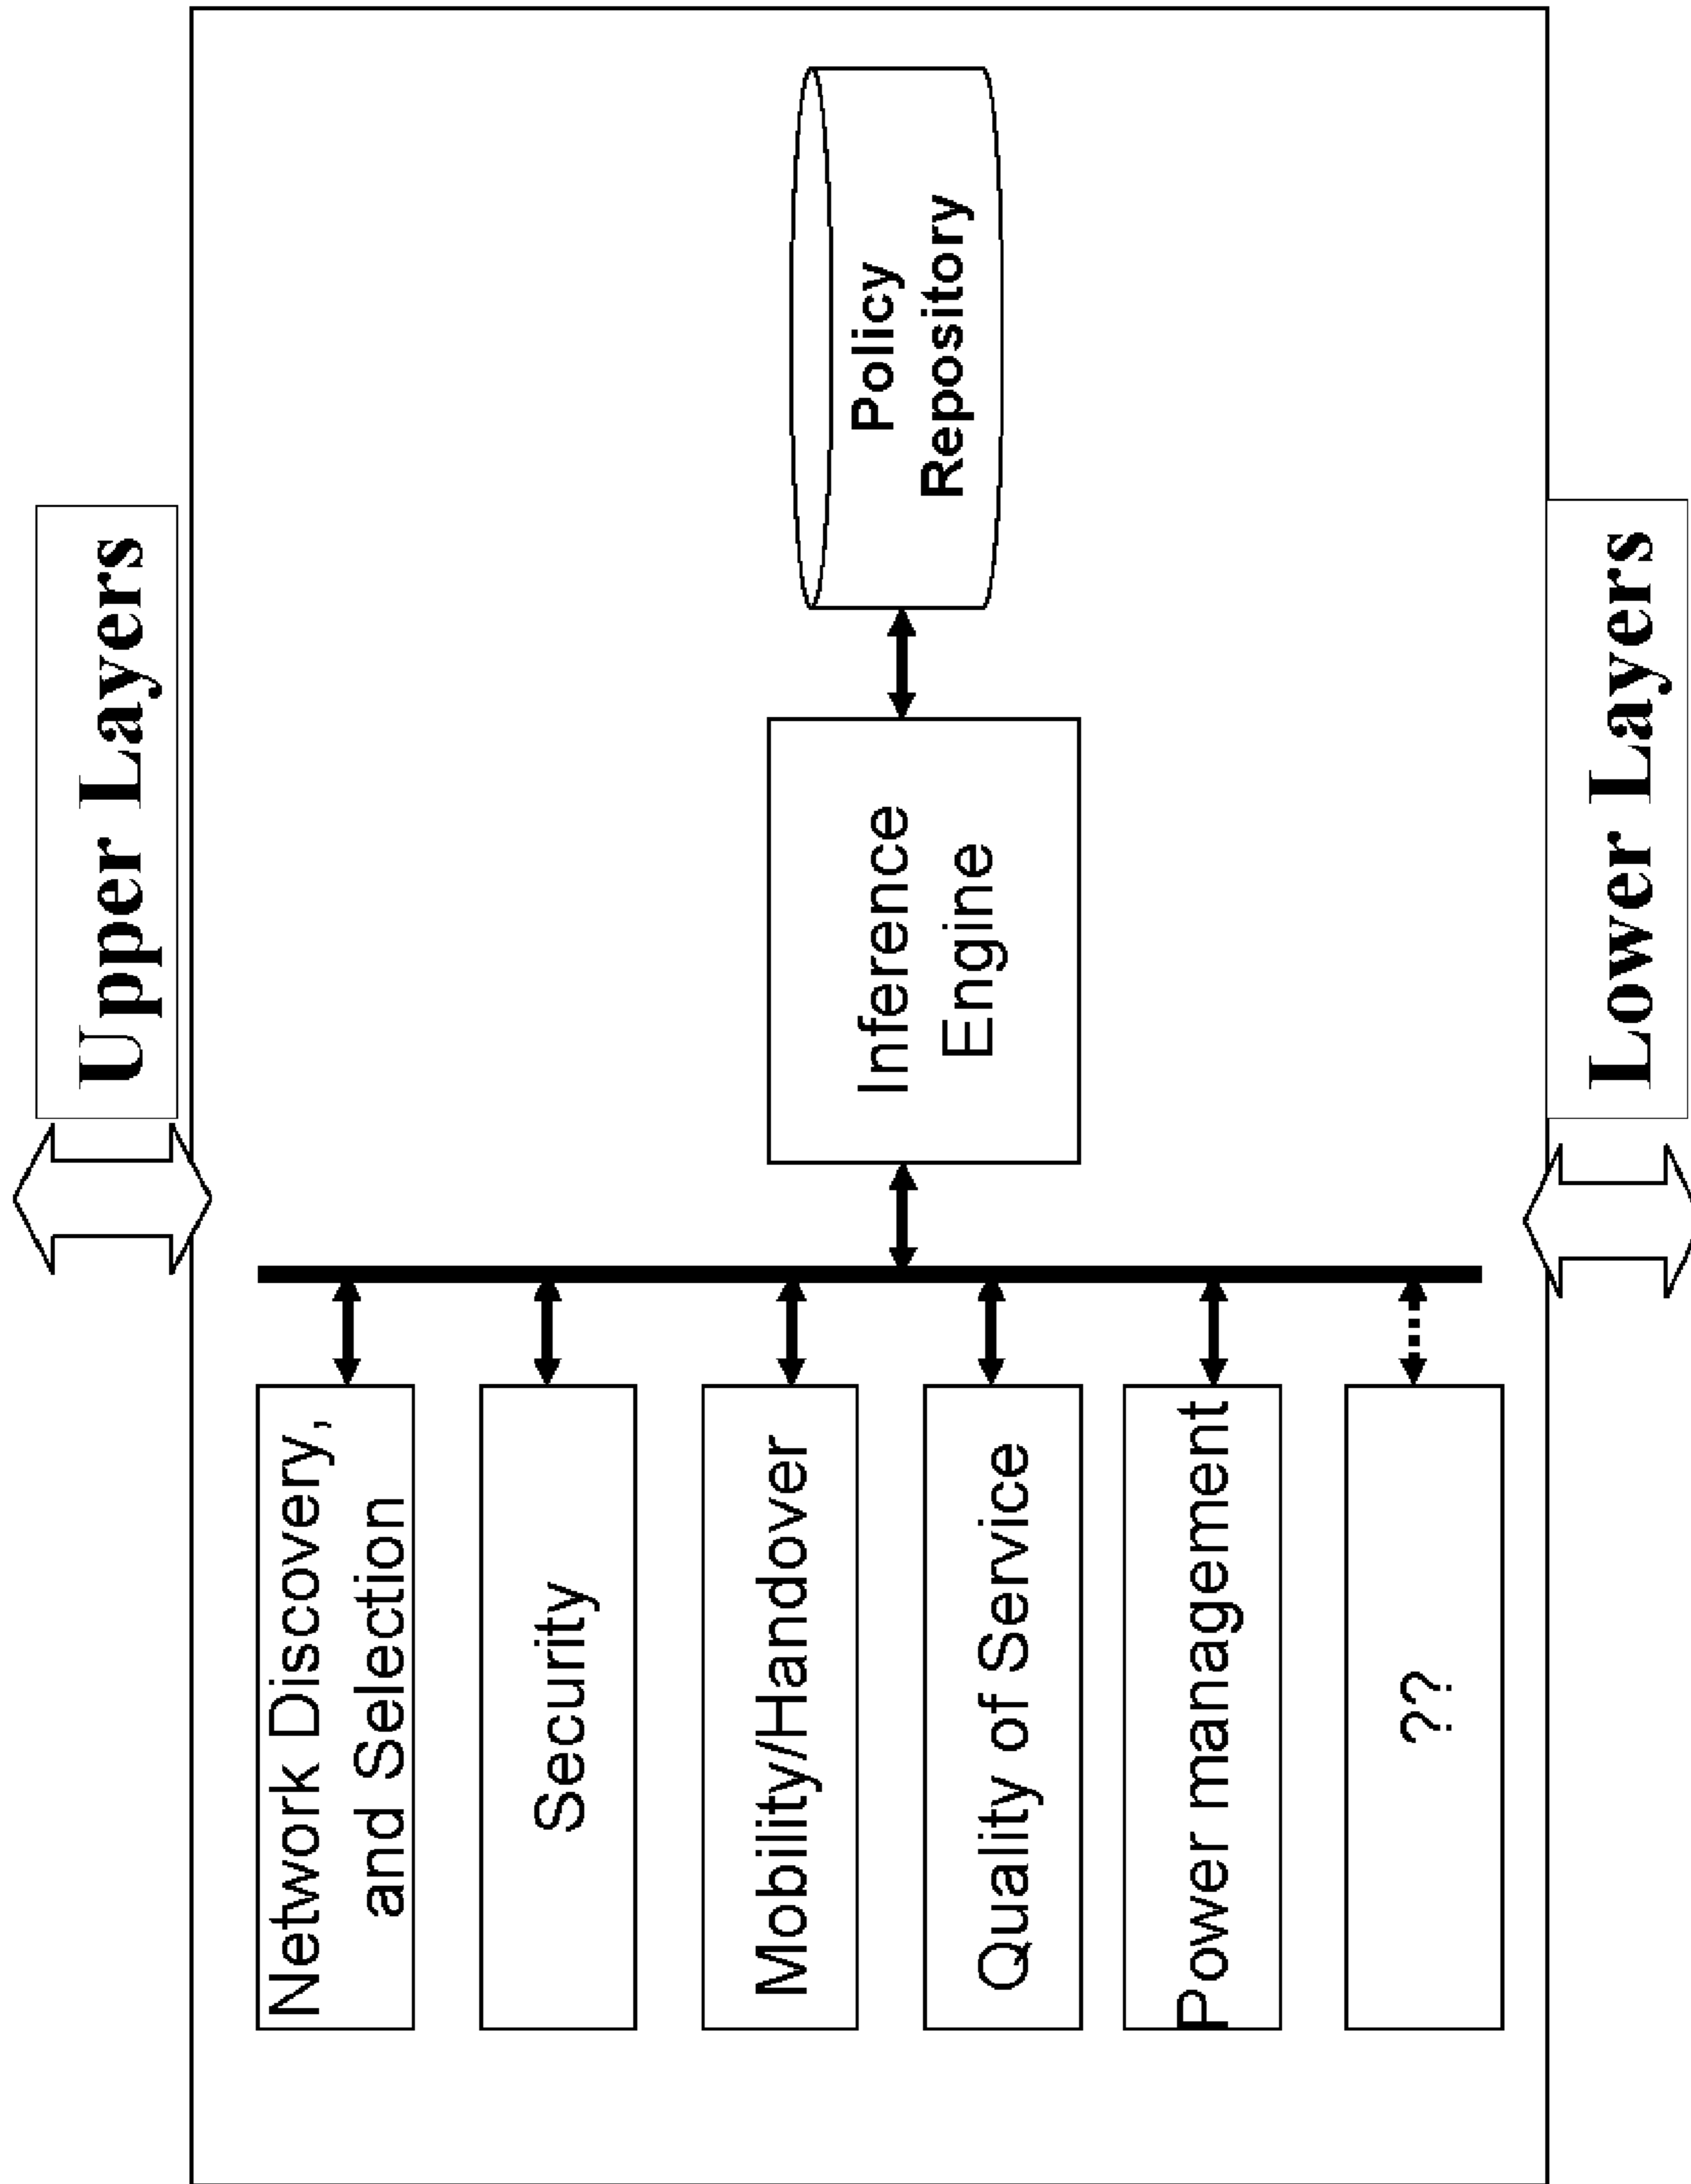 Upper Layers
Network Discovery,
and Selection
Security
Mobility/Handover
Quality of Service
Power management
??
Inference
Engine
Policy
Repository
Lower Layers